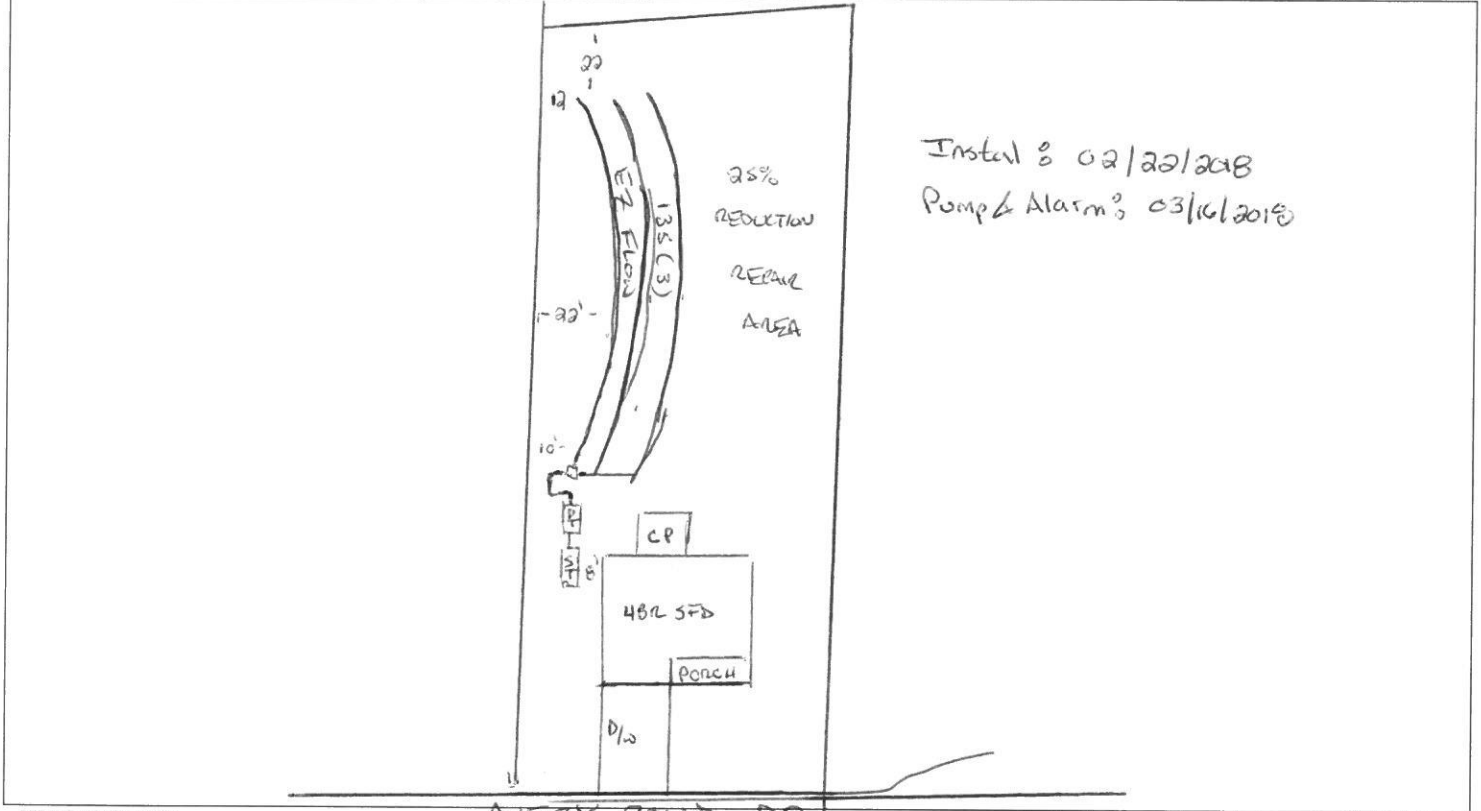 22
12
EZ FLOW
135 (3)
25%
REDUCTION
REPAIR
AREA
Instal : 02/22/2018
Pump & Alarm : 03/16/2018
-22'-
10'-
PT
ST
8'
CP
4BR SFD
PORCH
D/W